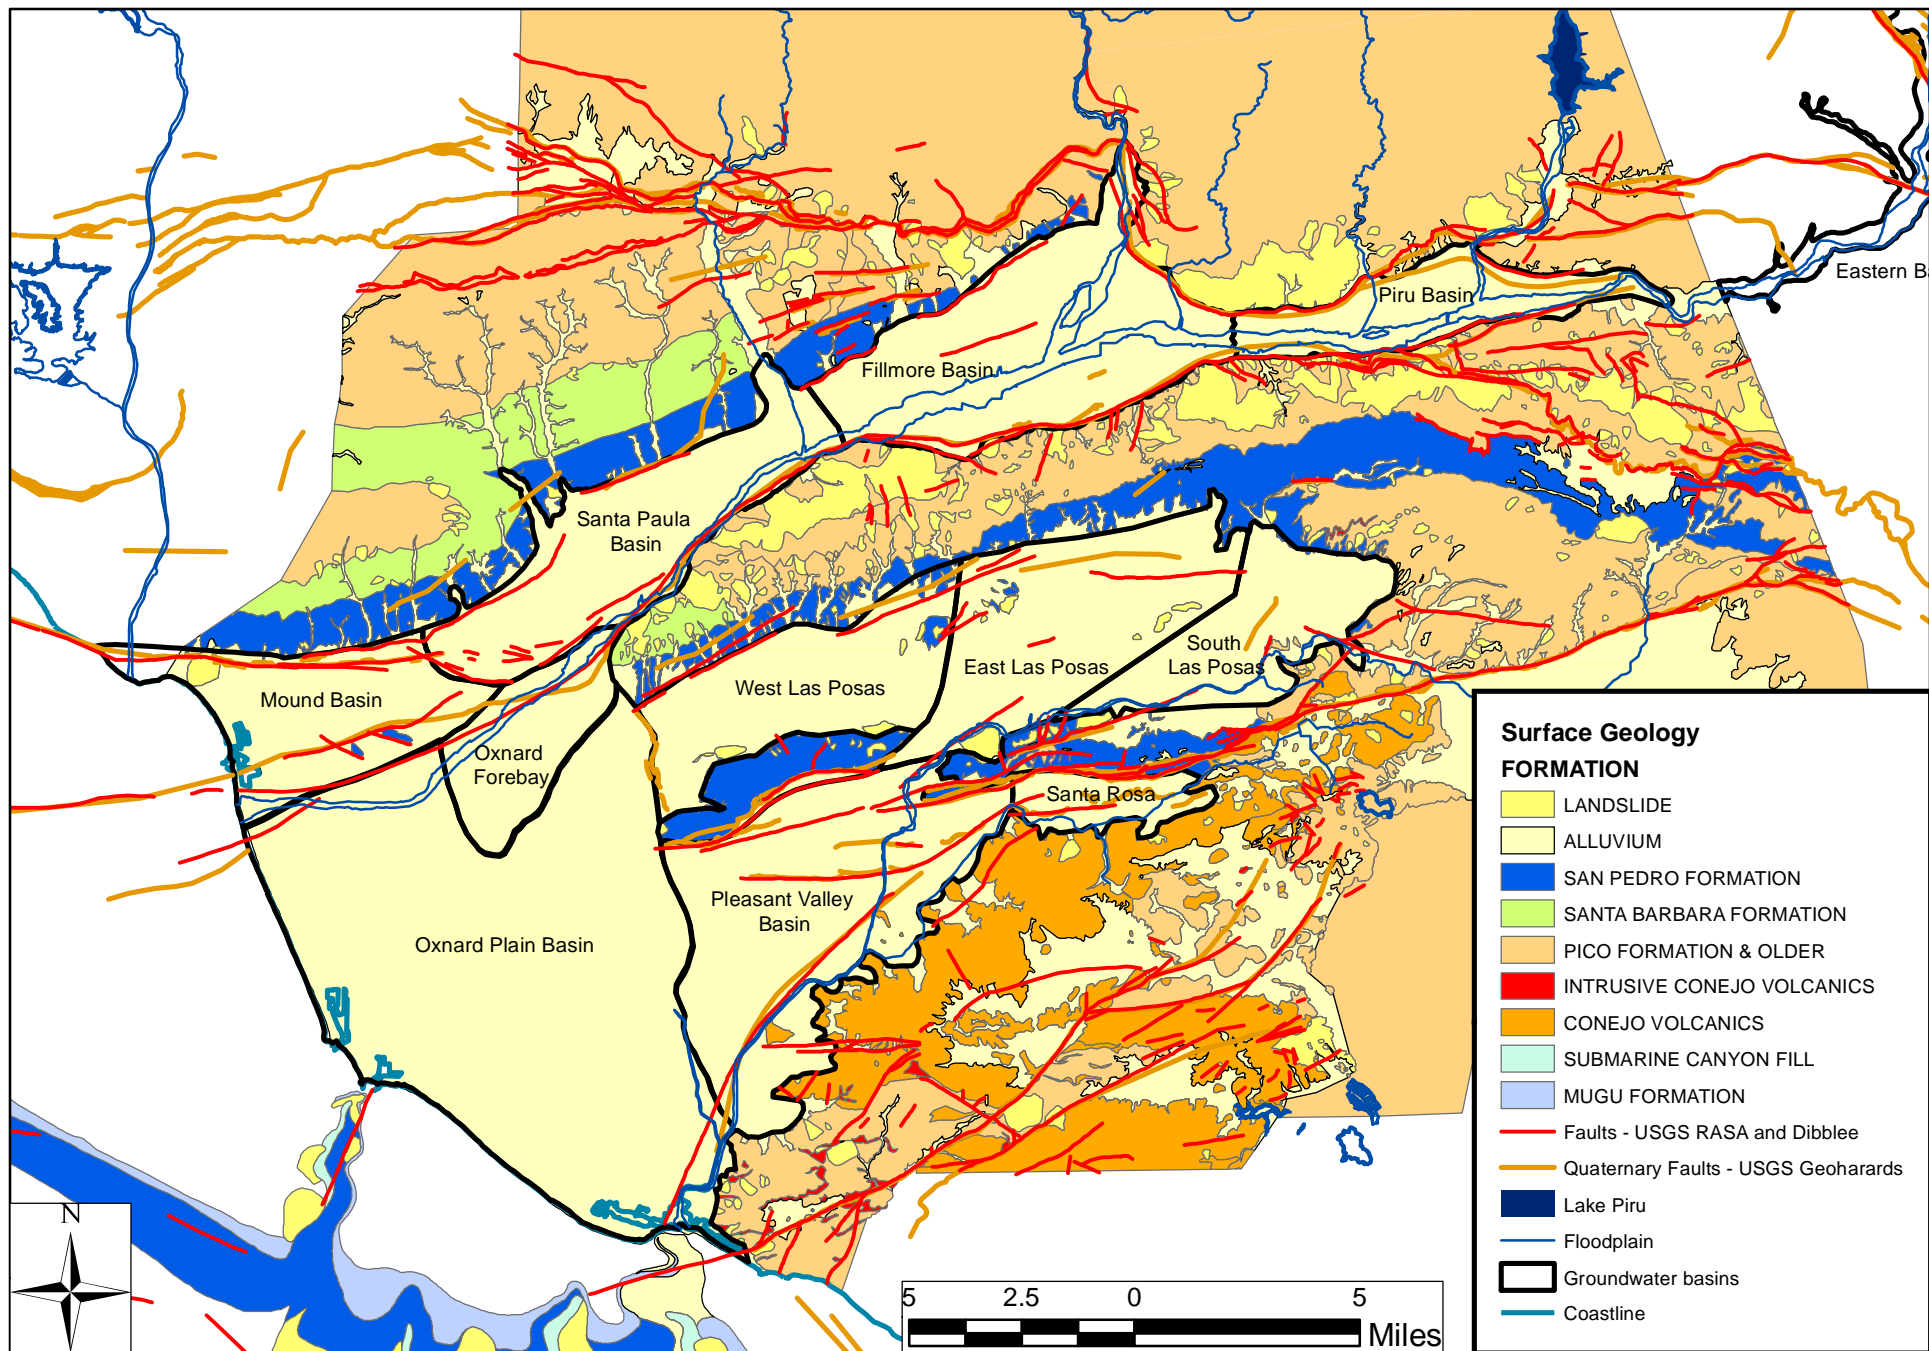 Eastern Ba
Piru Basin
Fillmore Basin
Santa Paula
Basin
South
Las Posas
East Las Posas
West Las Posas
Mound Basin
Oxnard
Forebay
Santa Rosa
Pleasant Valley
Basin
Oxnard Plain Basin
Surface Geology
FORMATION
LANDSLIDE
ALLUVIUM
SAN PEDRO FORMATION
SANTA BARBARA FORMATION
PICO FORMATION & OLDER
INTRUSIVE CONEJO VOLCANICS
CONEJO VOLCANICS
SUBMARINE CANYON FILL
MUGU FORMATION
Faults - USGS RASA and Dibblee
Quaternary Faults - USGS Geoharards
Lake Piru
Floodplain
Groundwater basins
Coastline
N
5 2.5 0 5
Miles